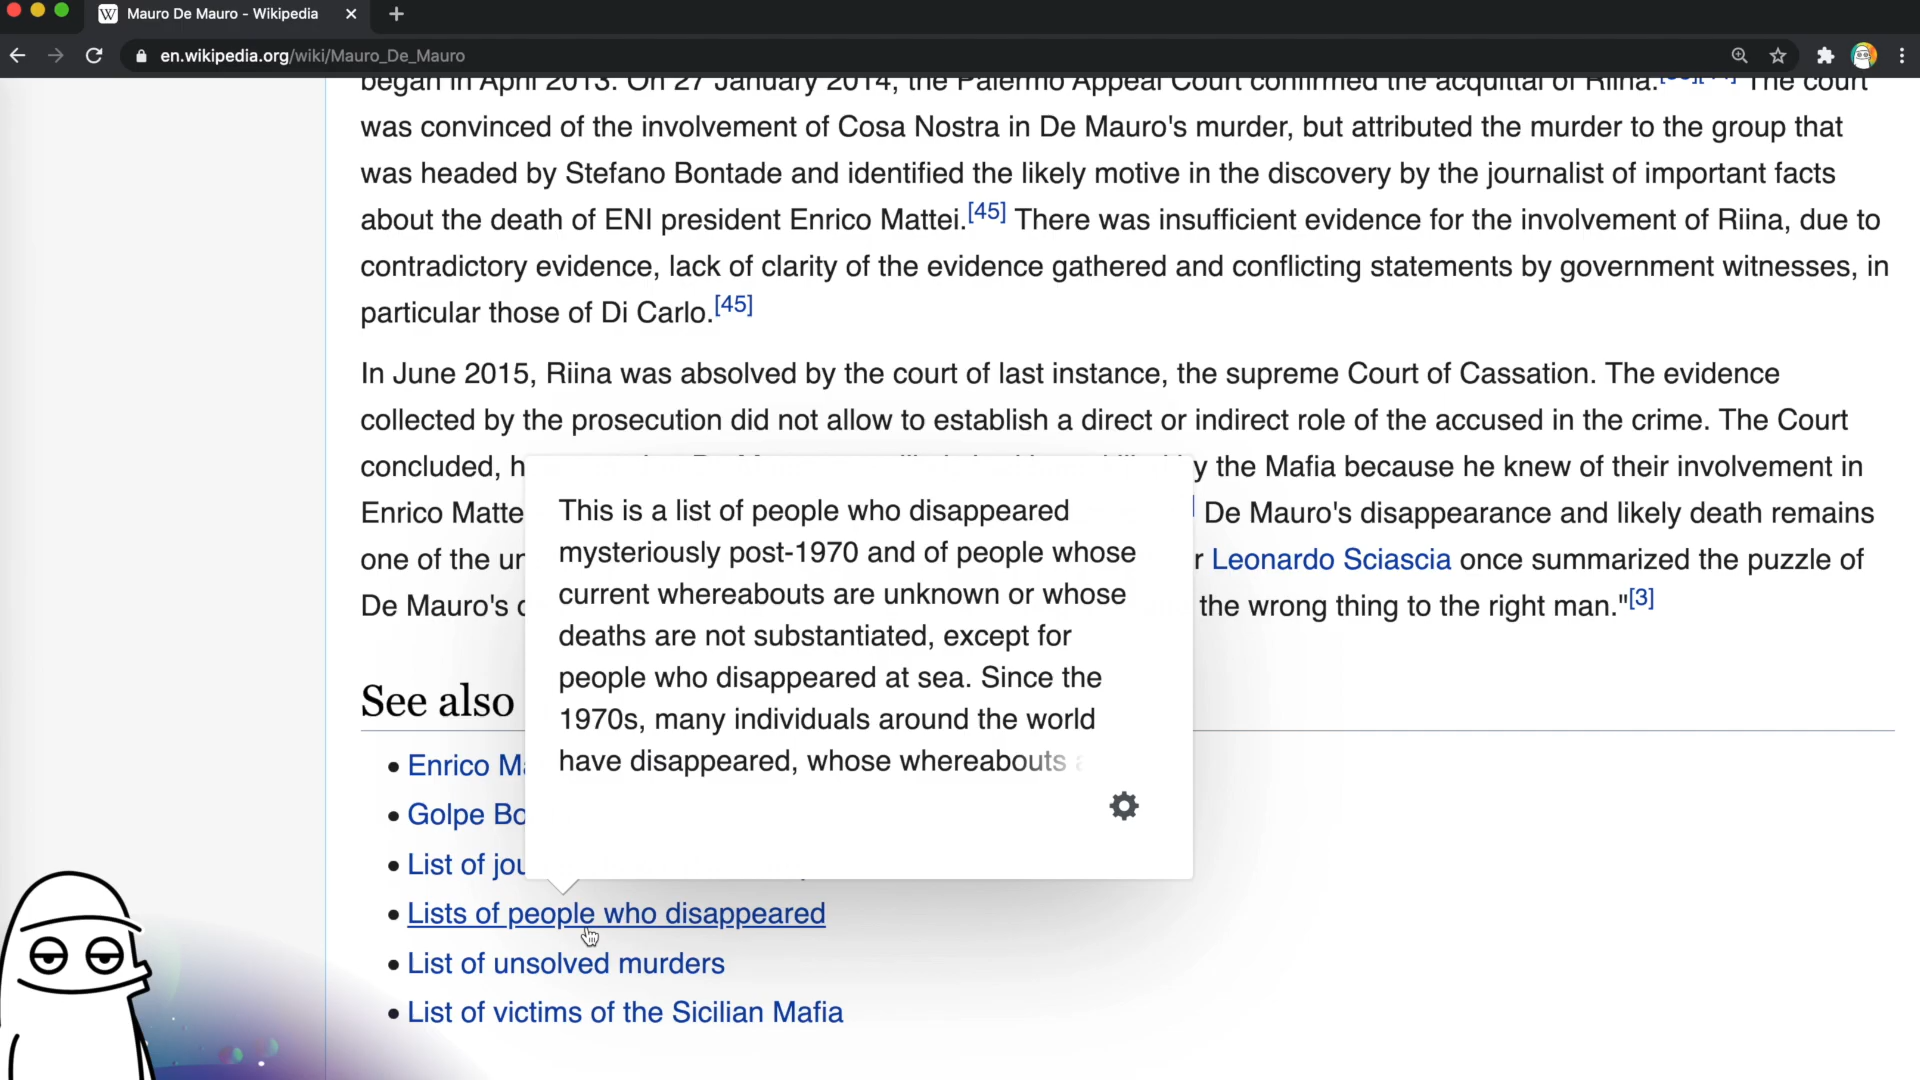 Mauro De Mauro - Wikipedia
en.wikipedia.org/wiki/Mauro_De_Mauro
began in April 2013. On 27 January 2014, the Palermo Appeal Court confirmed the acquittal of Riina. The court
was convinced of the involvement of Cosa Nostra in De Mauro's murder, but attributed the murder to the group that
was headed by Stefano Bontade and identified the likely motive in the discovery by the journalist of important facts
about the death of ENI president Enrico Mattei.[45] There was insufficient evidence for the involvement of Riina, due to
contradictory evidence, lack of clarity of the evidence gathered and conflicting statements by government witnesses, in
particular those of Di Carlo.[45]
In June 2015, Riina was absolved by the court of last instance, the supreme Court of Cassation. The evidence
collected by the prosecution did not allow to establish a direct or indirect role of the accused in the crime. The Court
concluded, h y the Mafia because he knew of their involvement in
Enrico Matte De Mauro's disappearance and likely death remains
one of the un r Leonardo Sciascia once summarized the puzzle of
De Mauro's the wrong thing to the right man."[3]
This is a list of people who disappeared
mysteriously post-1970 and of people whose
current whereabouts are unknown or whose
deaths are not substantiated, except for
people who disappeared at sea. Since the
1970s, many individuals around the world
have disappeared, whose whereabouts a
See also
Enrico Ma
Golpe Bo
List of jou
Lists of people who disappeared
List of unsolved murders
List of victims of the Sicilian Mafia